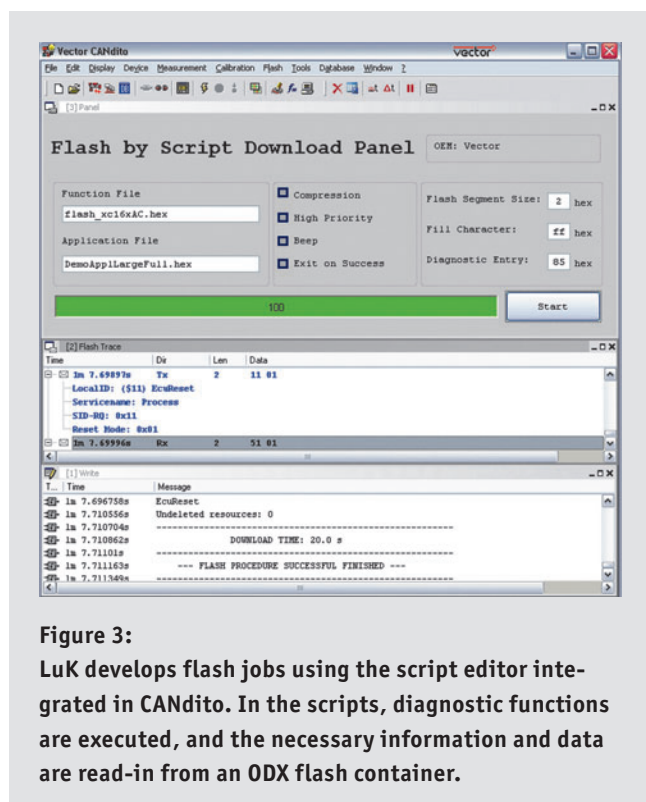 Vector CANdito
vector
File Edit Display Device Measurement Calibration Flash Tools Database Window ?
[3]Panel
Flash by Script Download Panel
OEM: Vector
Function File
flash_xc16xAC.hex
Application File
DemoApplLargeFull.hex
Compression
High Priority
Beep
Exit on Success
Flash Segment Size: 2 hex
Fill Character: ff hex
Diagnostic Entry: 85 hex
100
Start
[2]Flash Trace
Time Dir Len Data
1m 7.69897s Tx 2 11 01
LocalID: ($11) EcuReset
Servicename: Process
SID-RQ: 0x11
Reset Mode: 0x01
1m 7.69996s Rx 2 51 01
[1]Write
T... Time Message
1m 7.696758s EcuReset
1m 7.710556s Undeleted resources: 0
1m 7.710704s ------------------------------------------------------
1m 7.710862s DOWNLOAD TIME: 20.0 s
1m 7.71101s ------------------------------------------------------
1m 7.711163s --- FLASH PROCEDURE SUCCESSFUL FINISHED ---
1m 7.711349s ------------------------------------------------------
Figure 3:
LuK develops flash jobs using the script editor inte-
grated in CANdito. In the scripts, diagnostic functions
are executed, and the necessary information and data
are read-in from an ODX flash container.